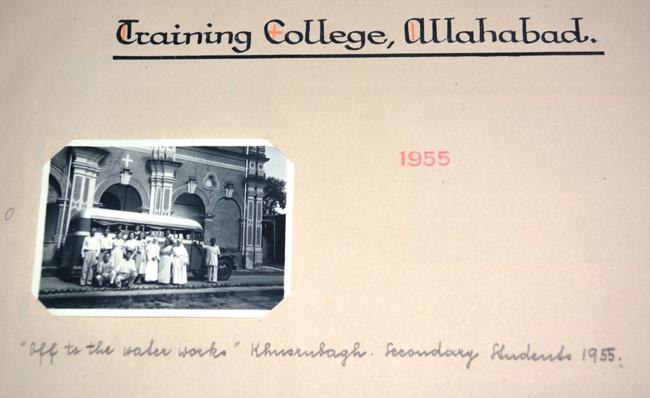 Training College, Allahabad.
1955
"Off to the water works" Khusrubagh. Secondary Students 1955.